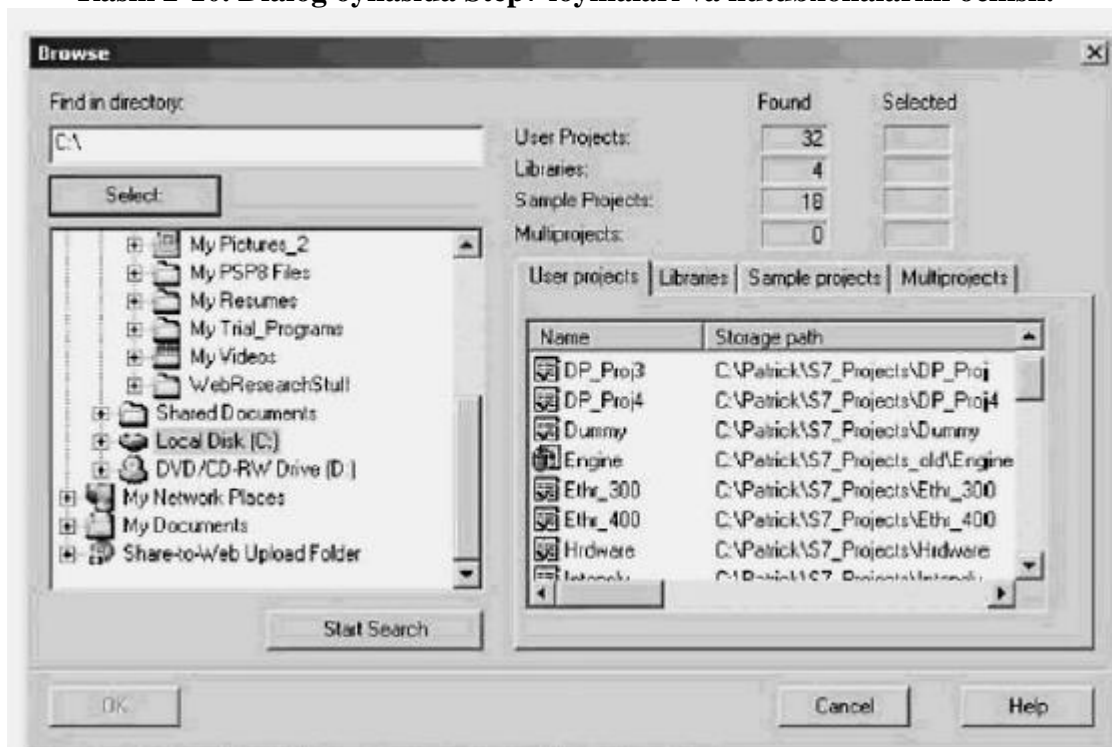 Browse
Find in directory:
C:\
Select:
My Pictures_2
My PSP8 Files
My Resumes
My Trial_Programs
My Videos
WebResearchStuff
Shared Documents
Local Disk (C:)
DVD/CD-RW Drive (D:)
My Network Places
My Documents
Share-to-Web Upload Folder
Start Search
Found Selected
User Projects: 32
Libraries: 4
Sample Projects: 18
Multiprojects: 0
User projects Libraries Sample projects Multiprojects
Name Storage path
DP_Proj3 C:\Patrick\S7_Projects\DP_Proj
DP_Proj4 C:\Patrick\S7_Projects\DP_Proj4
Dummy C:\Patrick\S7_Projects\Dummy
Engine C:\Patrick\S7_Projects_old\Engine
Ethr_300 C:\Patrick\S7_Projects\Ethr_300
Ethr_400 C:\Patrick\S7_Projects\Ethr_400
Hrdware C:\Patrick\S7_Projects\Hrdware
OK
Cancel
Help